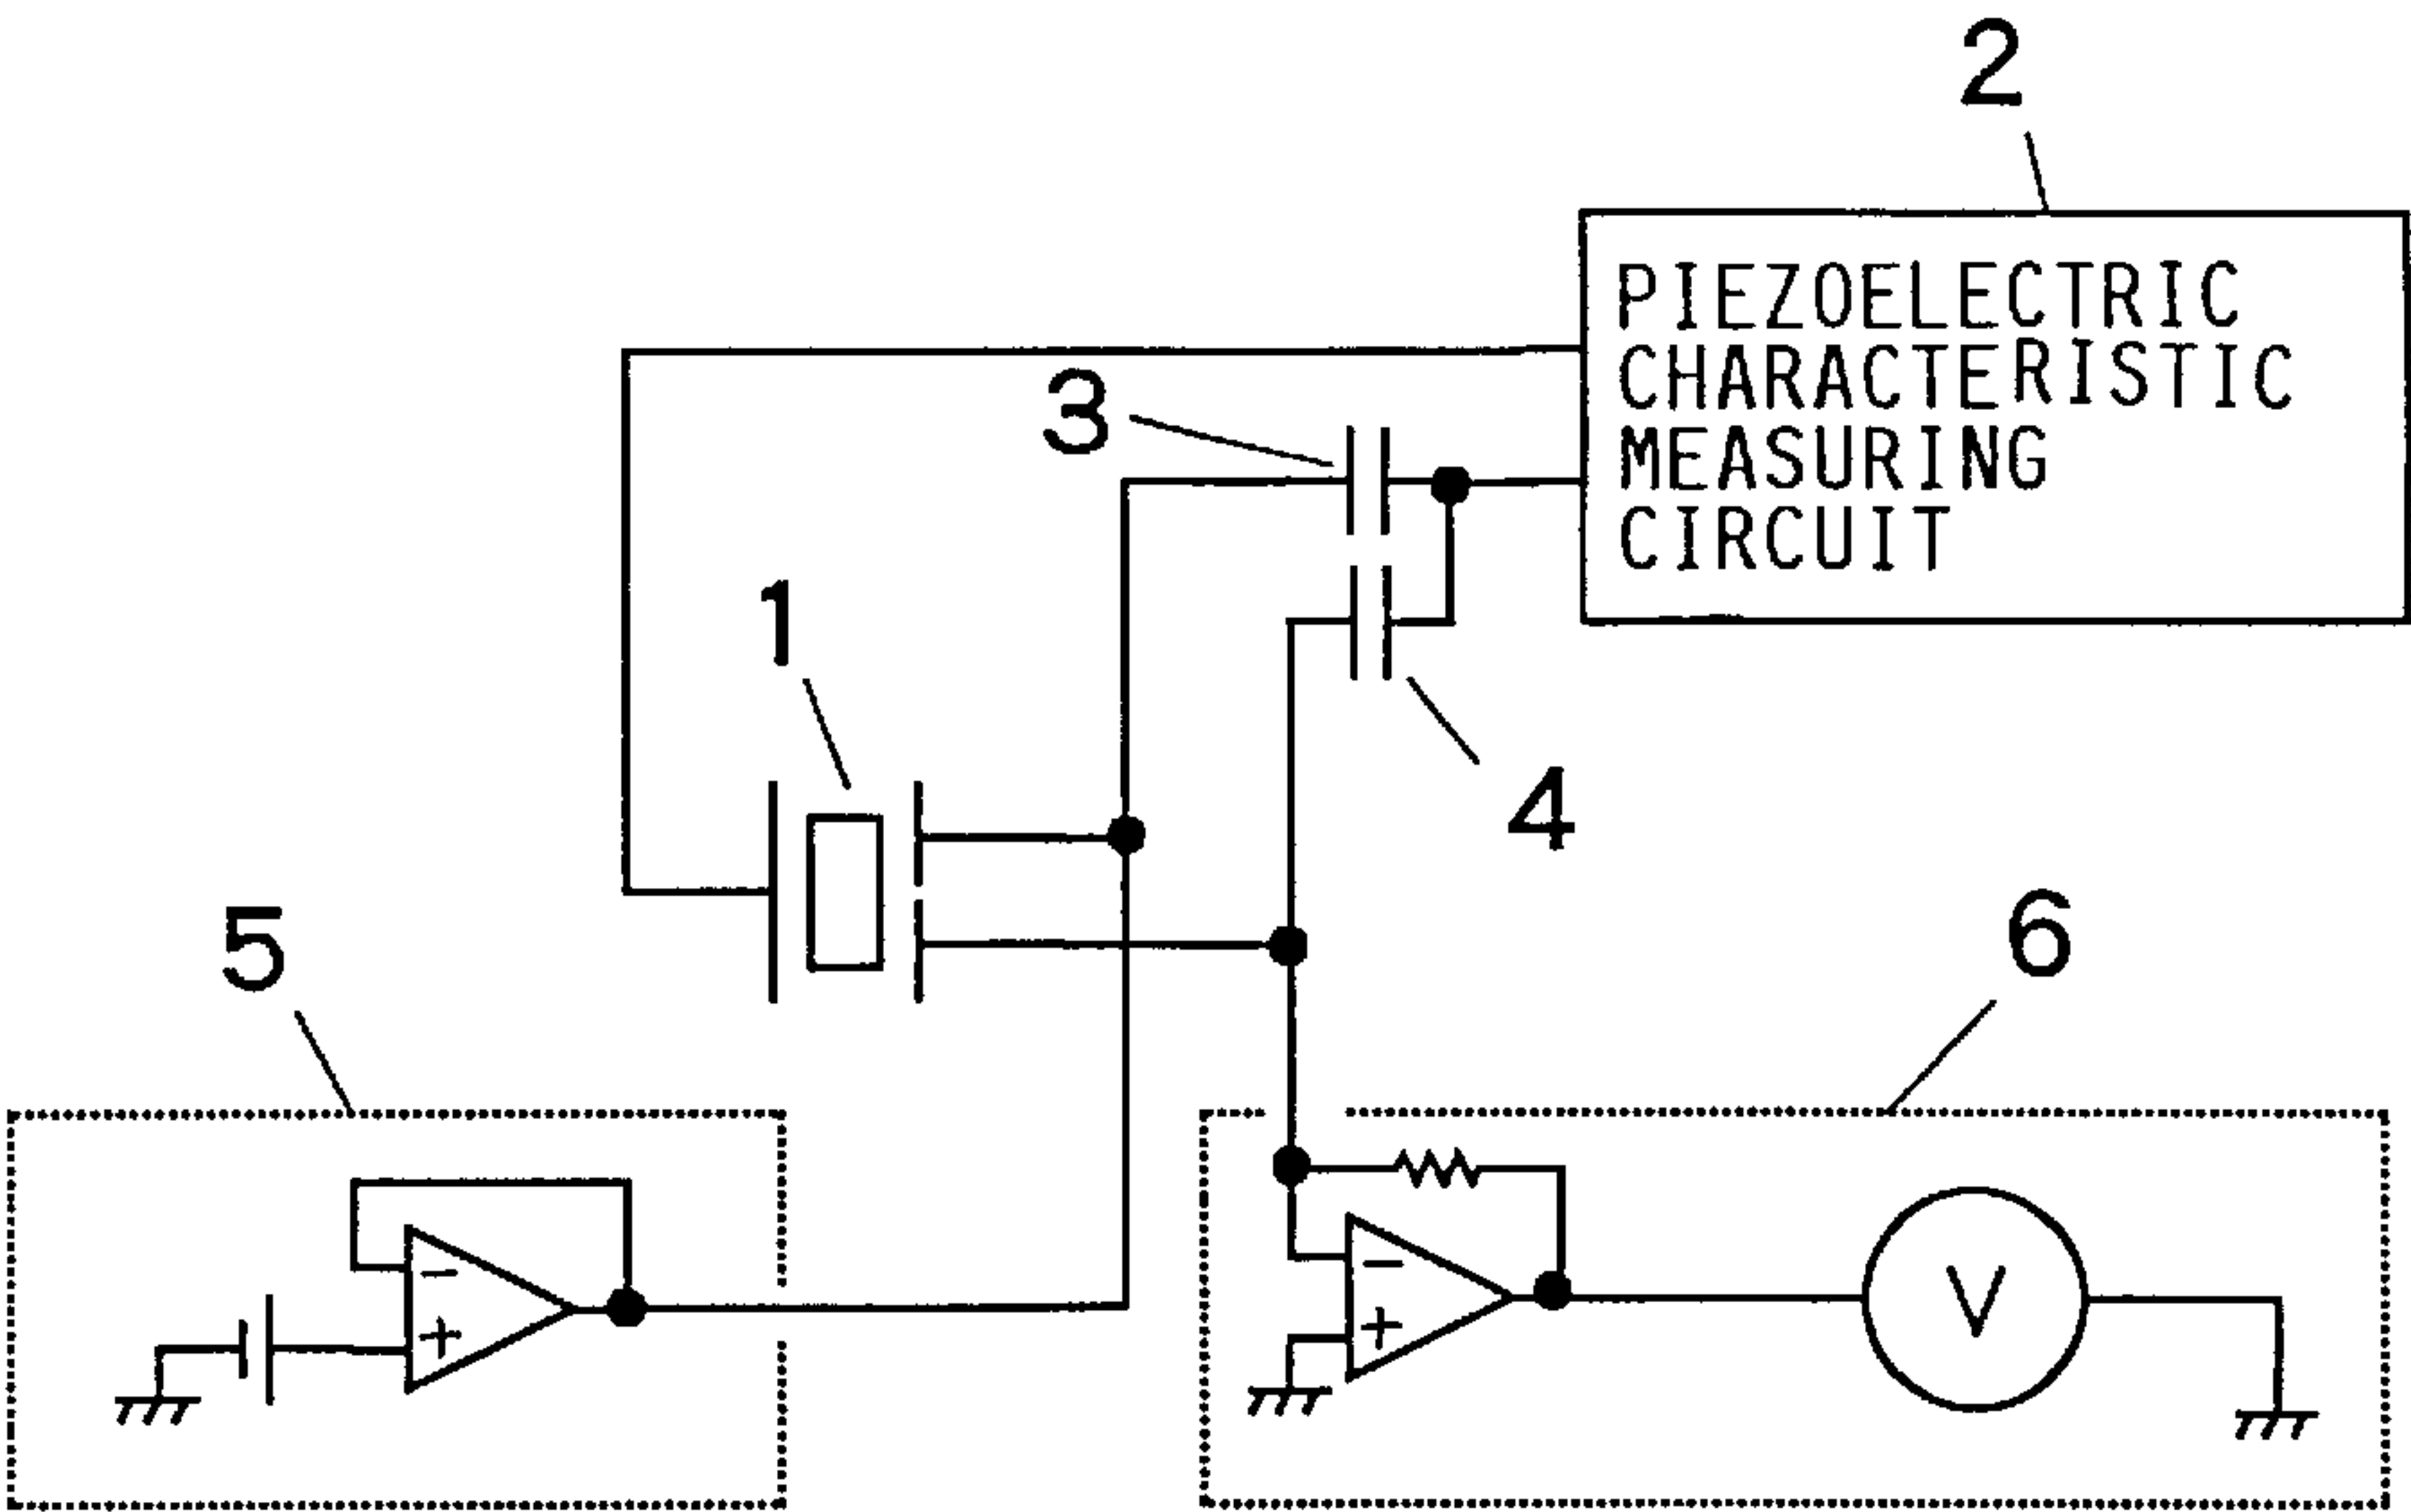 2
PIEZOELECTRIC
CHARACTERISTIC
MEASURING
CIRCUIT
3
1
4
5
6
−
+
−
+
V